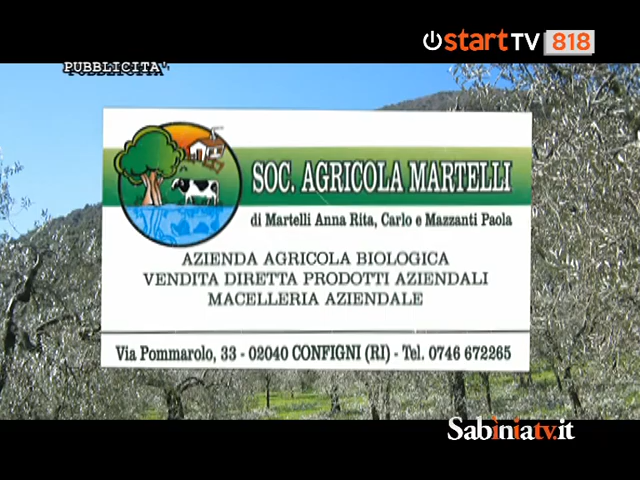 startTV 818
PUBBLICITA'
SOC. AGRICOLA MARTELLI
di Martelli Anna Rita, Carlo e Mazzanti Paola
AZIENDA AGRICOLA BIOLOGICA
VENDITA DIRETTA PRODOTTI AZIENDALI
MACELLERIA AZIENDALE
Via Pommarolo, 33 - 02040 CONFIGNI (RI) - Tel. 0746 672265
Sabiniatv.it